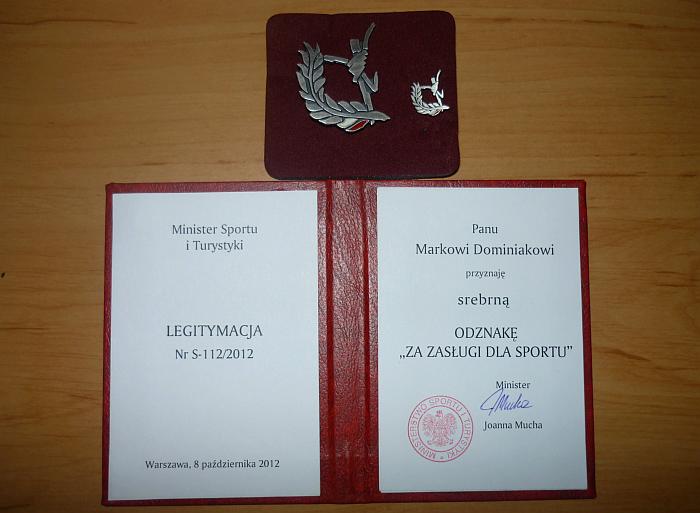 Minister Sportu
i Turystyki
LEGITYMACJA
Nr S-112/2012
Warszawa, 8 października 2012
Panu
Markowi Dominiakowi
przyznaję
srebrną
ODZNAKĘ
„ZA ZASŁUGI DLA SPORTU”
Minister
JMucha
Joanna Mucha
MINISTERSTWO SPORTU I TURYSTYKI